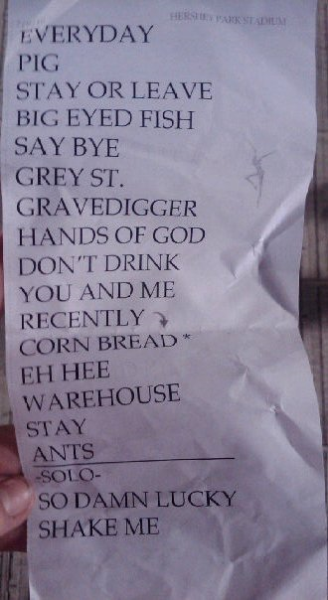 HERSHEY PARK STADIUM
EVERYDAY
PIG
STAY OR LEAVE
BIG EYED FISH
SAY BYE
GREY ST.
GRAVEDIGGER
HANDS OF GOD
DON'T DRINK
YOU AND ME
RECENTLY
CORN BREAD *
EH HEE
WAREHOUSE
STAY
ANTS
-SOLO-
SO DAMN LUCKY
SHAKE ME